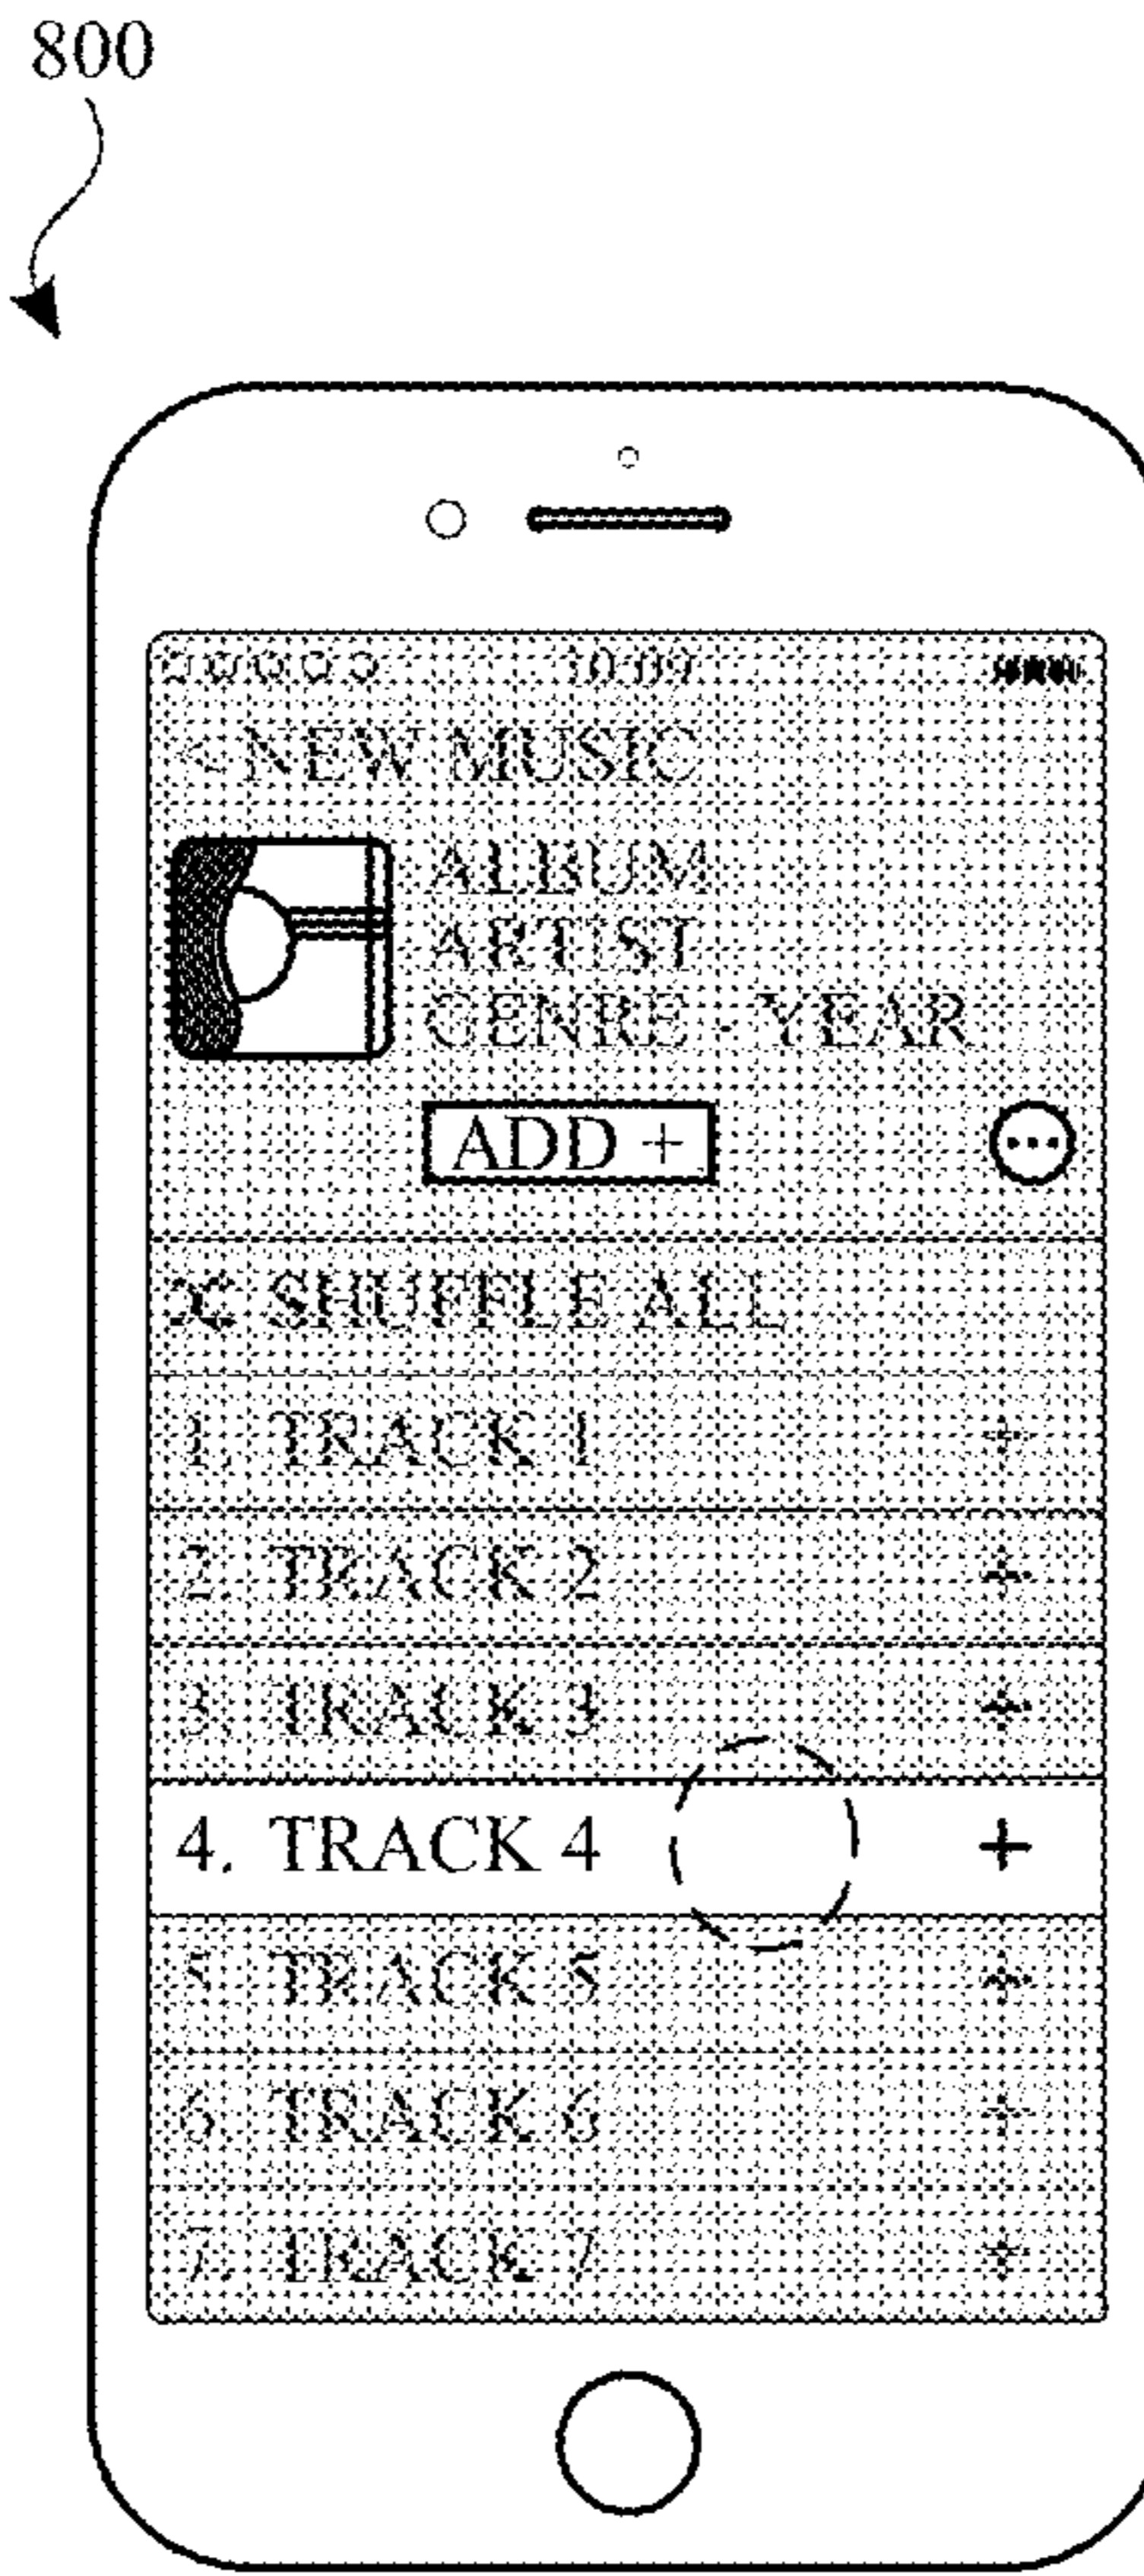 800
10:09
< NEW MUSIC
ALBUM
ARTIST
GENRE - YEAR
ADD +
SHUFFLE ALL
1. TRACK 1 +
2. TRACK 2 +
3. TRACK 3 +
4. TRACK 4 +
5. TRACK 5 +
6. TRACK 6 +
7. TRACK 7 +